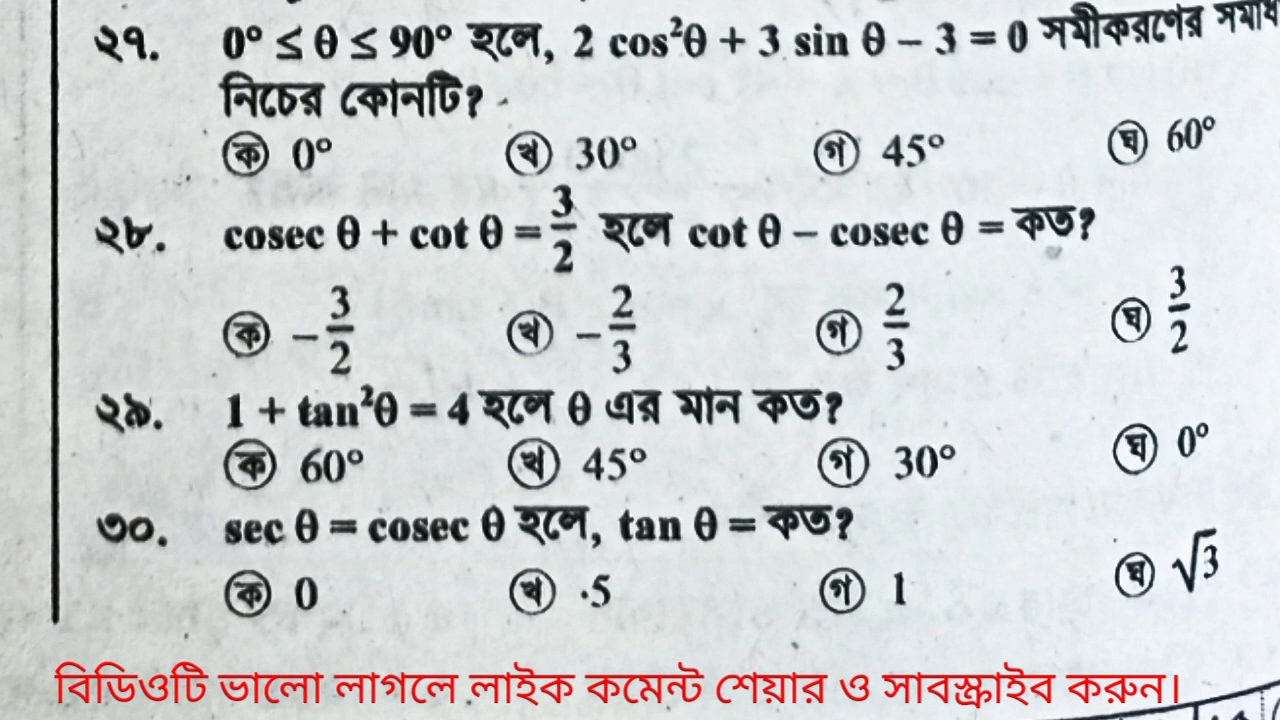 ২৭. 0° ≤ θ ≤ 90° হলে, 2 cos²θ + 3 sin θ – 3 = 0 সমীকরণের
নিচের কোনটি?
ক 0° খ 30° গ 45° ঘ 60°
২৮. cosec θ + cot θ = 3/2 হলে cot θ – cosec θ = কত?
ক – 3/2 খ – 2/3 গ 2/3 ঘ 3/2
২৯. 1 + tan²θ = 4 হলে θ এর মান কত?
ক 60° খ 45° গ 30° ঘ 0°
৩০. sec θ = cosec θ হলে, tan θ = কত?
ক 0 খ ·5 গ 1 ঘ √3
বিডিওটি ভালো লাগলে লাইক কমেন্ট শেয়ার ও সাবস্ক্রাইব করুন।